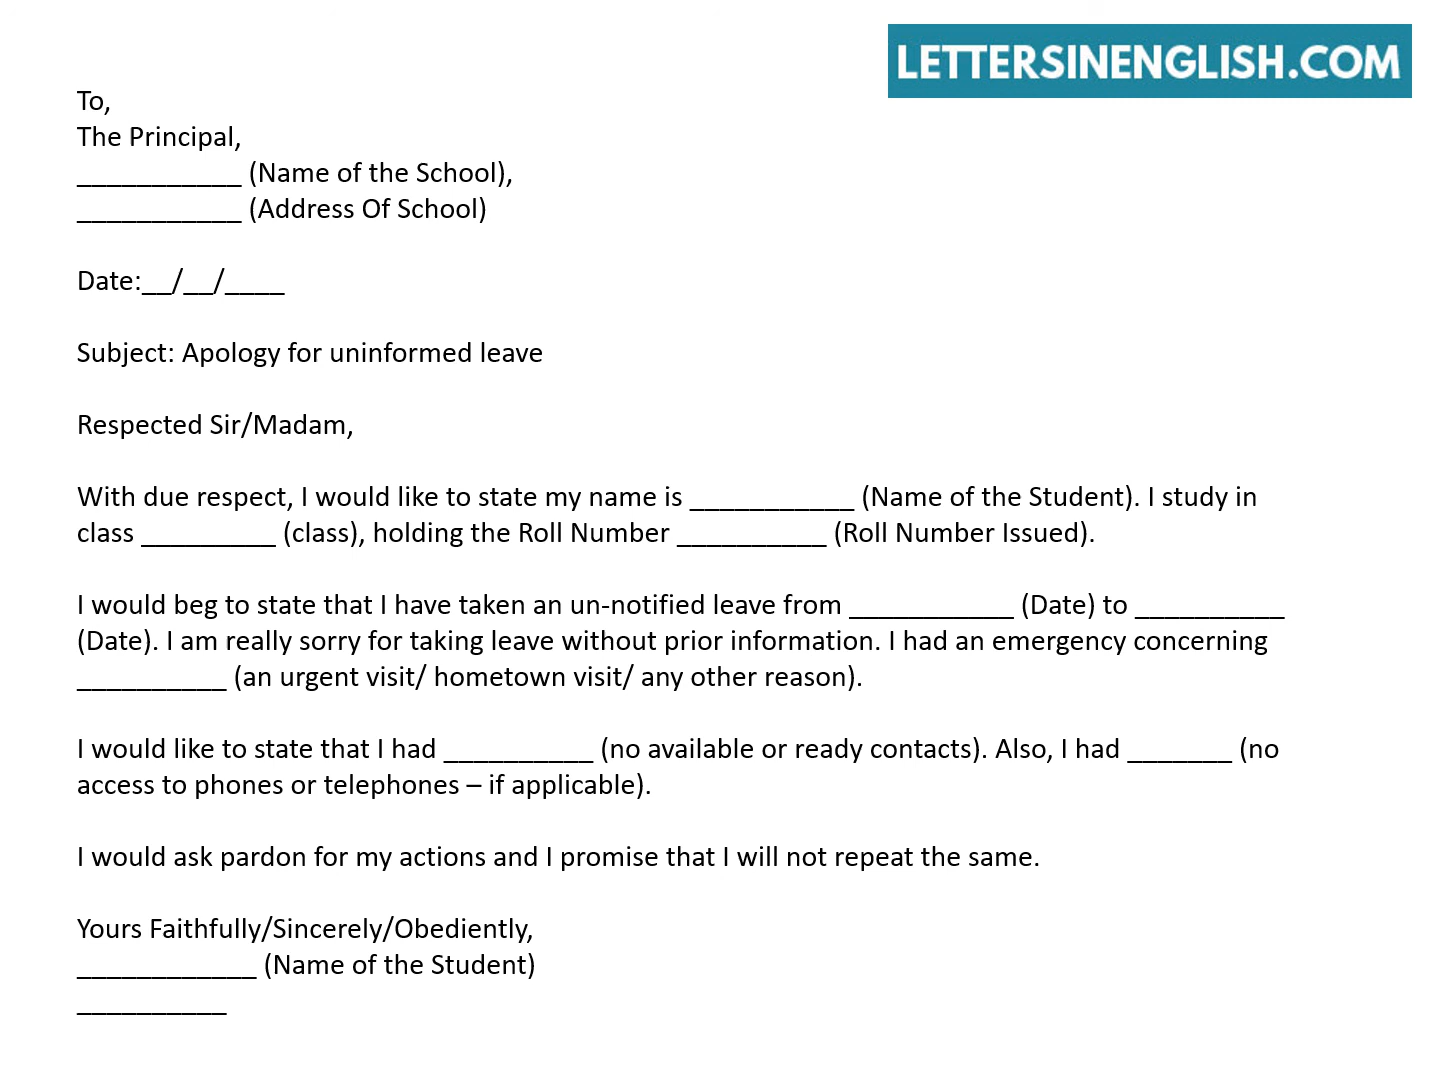 LETTERSINENGLISH.COM
To,
The Principal,
___________ (Name of the School),
___________ (Address Of School)
Date:__/__/____
Subject: Apology for uninformed leave
Respected Sir/Madam,
With due respect, I would like to state my name is ___________ (Name of the Student). I study in
class _________ (class), holding the Roll Number __________ (Roll Number Issued).
I would beg to state that I have taken an un-notified leave from ___________ (Date) to __________
(Date). I am really sorry for taking leave without prior information. I had an emergency concerning
__________ (an urgent visit/ hometown visit/ any other reason).
I would like to state that I had __________ (no available or ready contacts). Also, I had _______ (no
access to phones or telephones – if applicable).
I would ask pardon for my actions and I promise that I will not repeat the same.
Yours Faithfully/Sincerely/Obediently,
____________ (Name of the Student)
__________